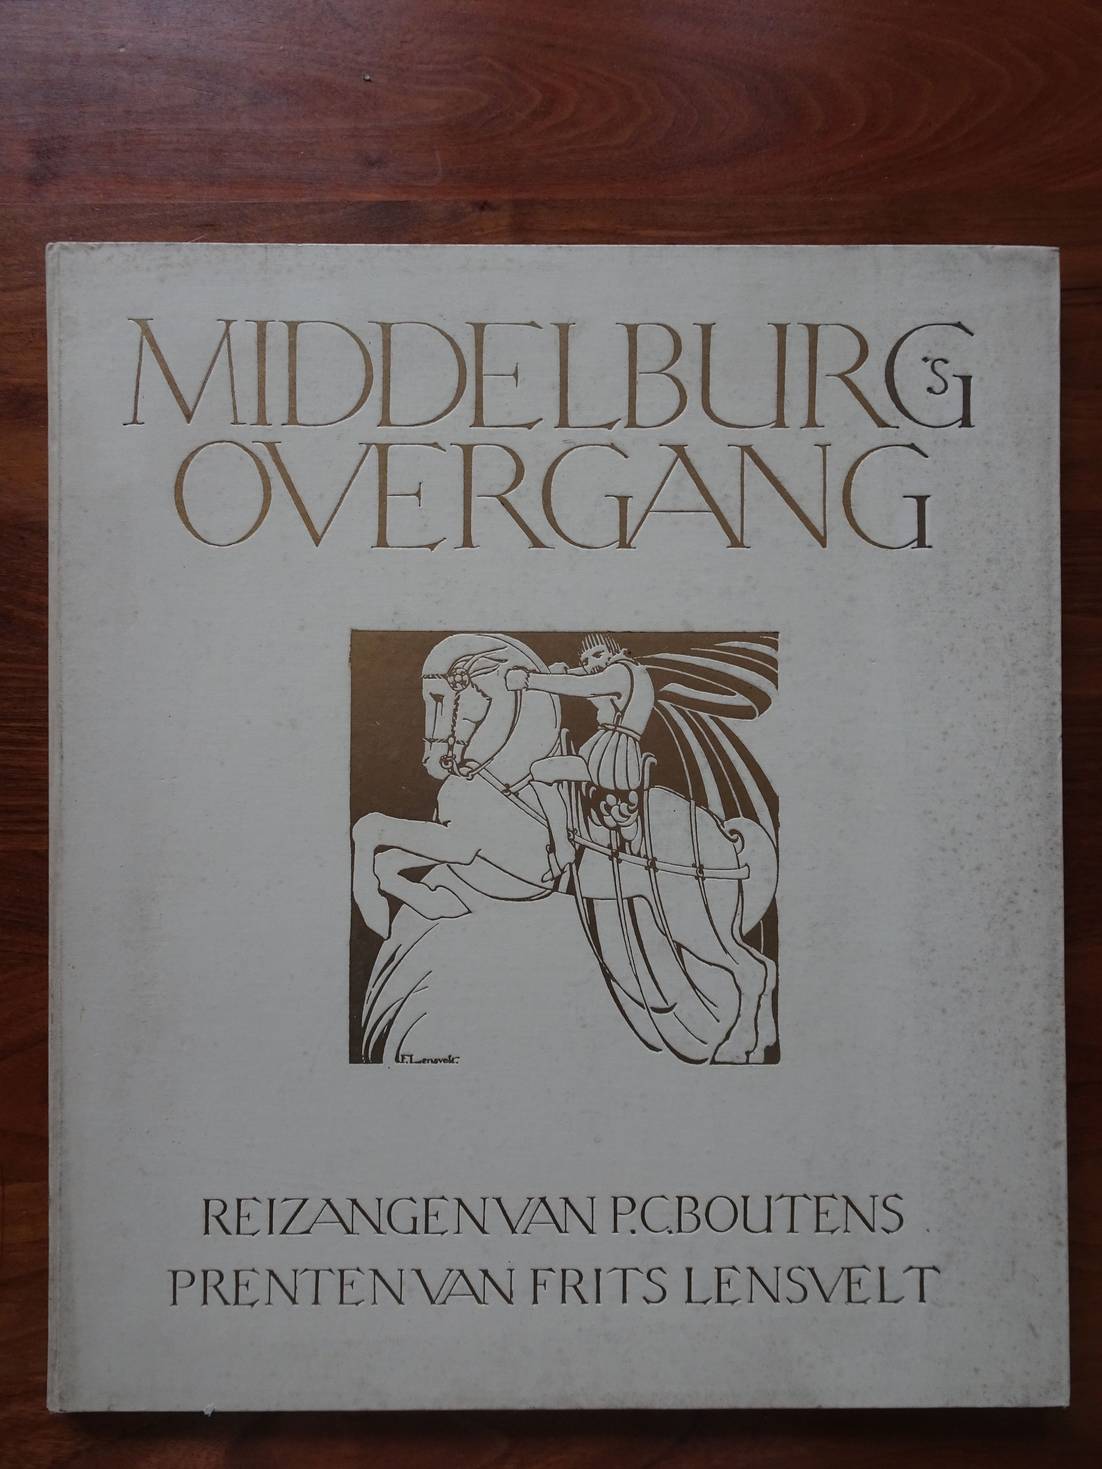 MIDDELBURG'S
OVERGANG
F. Lensvelt.
REIZANGEN VAN P.C. BOUTENS
PRENTEN VAN FRITS LENSVELT